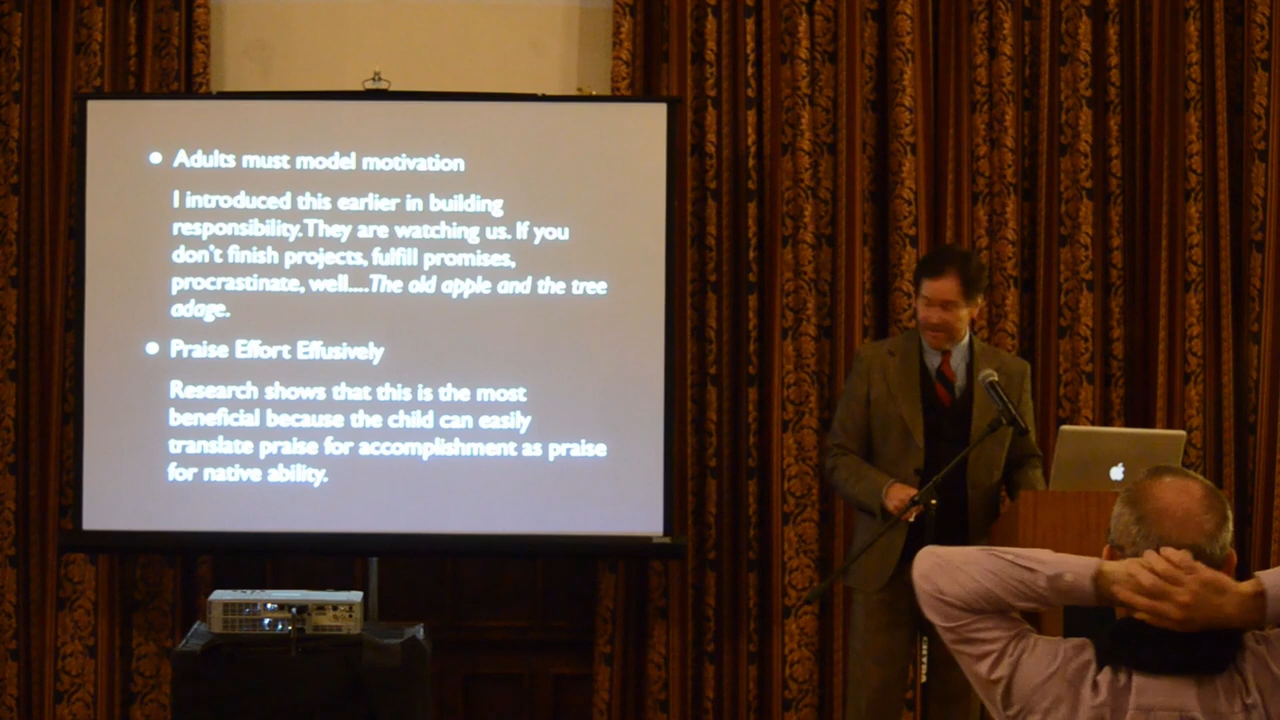 • Adults must model motivation
I introduced this earlier in building
responsibility. They are watching us. If you
don't finish projects, fulfill promises,
procrastinate, well....The old apple and the tree
adage.
• Praise Effort Effusively
Research shows that this is the most
beneficial because the child can easily
translate praise for accomplishment as praise
for native ability.